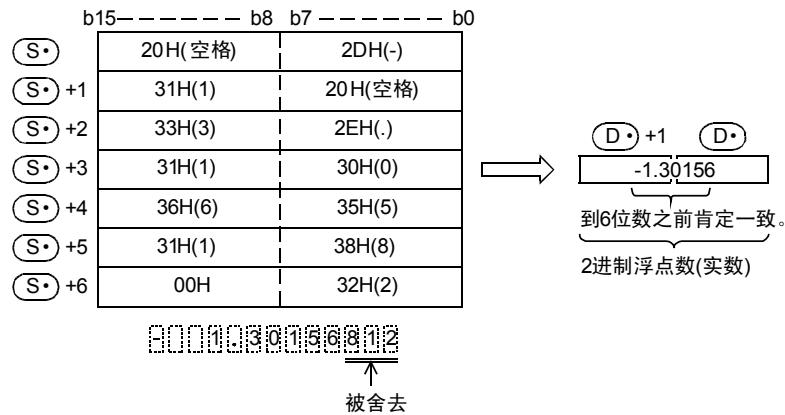 b15— — — — — b8 b7 — — — — — b0
S• 20H(空格) 2DH(-)
S• +1 31H(1) 20H(空格)
S• +2 33H(3) 2EH(.)
S• +3 31H(1) 30H(0)
S• +4 36H(6) 35H(5)
S• +5 31H(1) 38H(8)
S• +6 00H 32H(2)
D• +1 D•
-1.30156
到6位数之前肯定一致。
2进制浮点数(实数)
- 1.30156812
被舍去